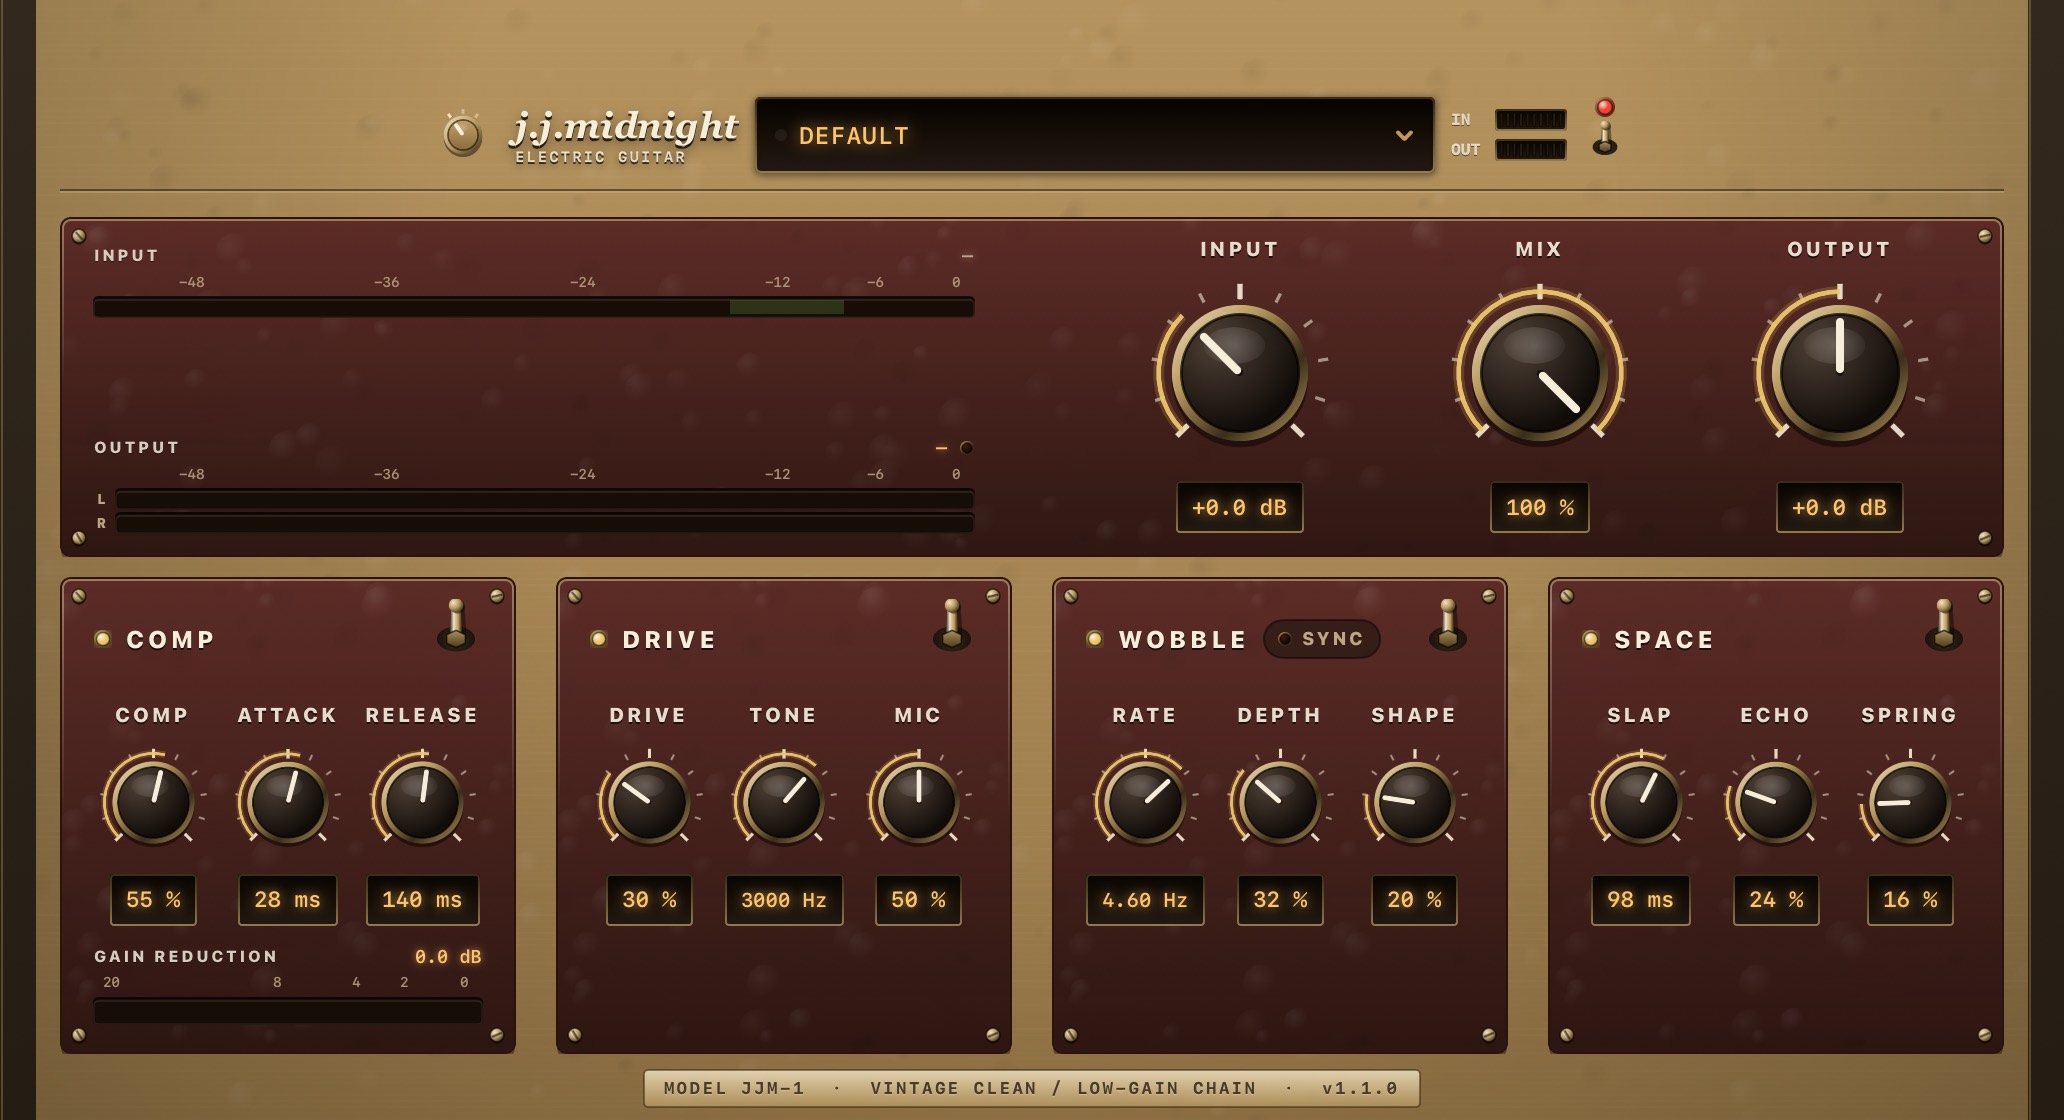 j.j.midnight
ELECTRIC GUITAR
DEFAULT
IN
OUT
INPUT –
-48 -36 -24 -12 -6 0
OUTPUT –
-48 -36 -24 -12 -6 0
L
R
INPUT MIX OUTPUT
+0.0 dB 100 % +0.0 dB
COMP
COMP ATTACK RELEASE
55 % 28 ms 140 ms
GAIN REDUCTION 0.0 dB
20 8 4 2 0
DRIVE
DRIVE TONE MIC
30 % 3000 Hz 50 %
WOBBLE SYNC
RATE DEPTH SHAPE
4.60 Hz 32 % 20 %
SPACE
SLAP ECHO SPRING
98 ms 24 % 16 %
MODEL JJM-1 · VINTAGE CLEAN / LOW-GAIN CHAIN · v1.1.0